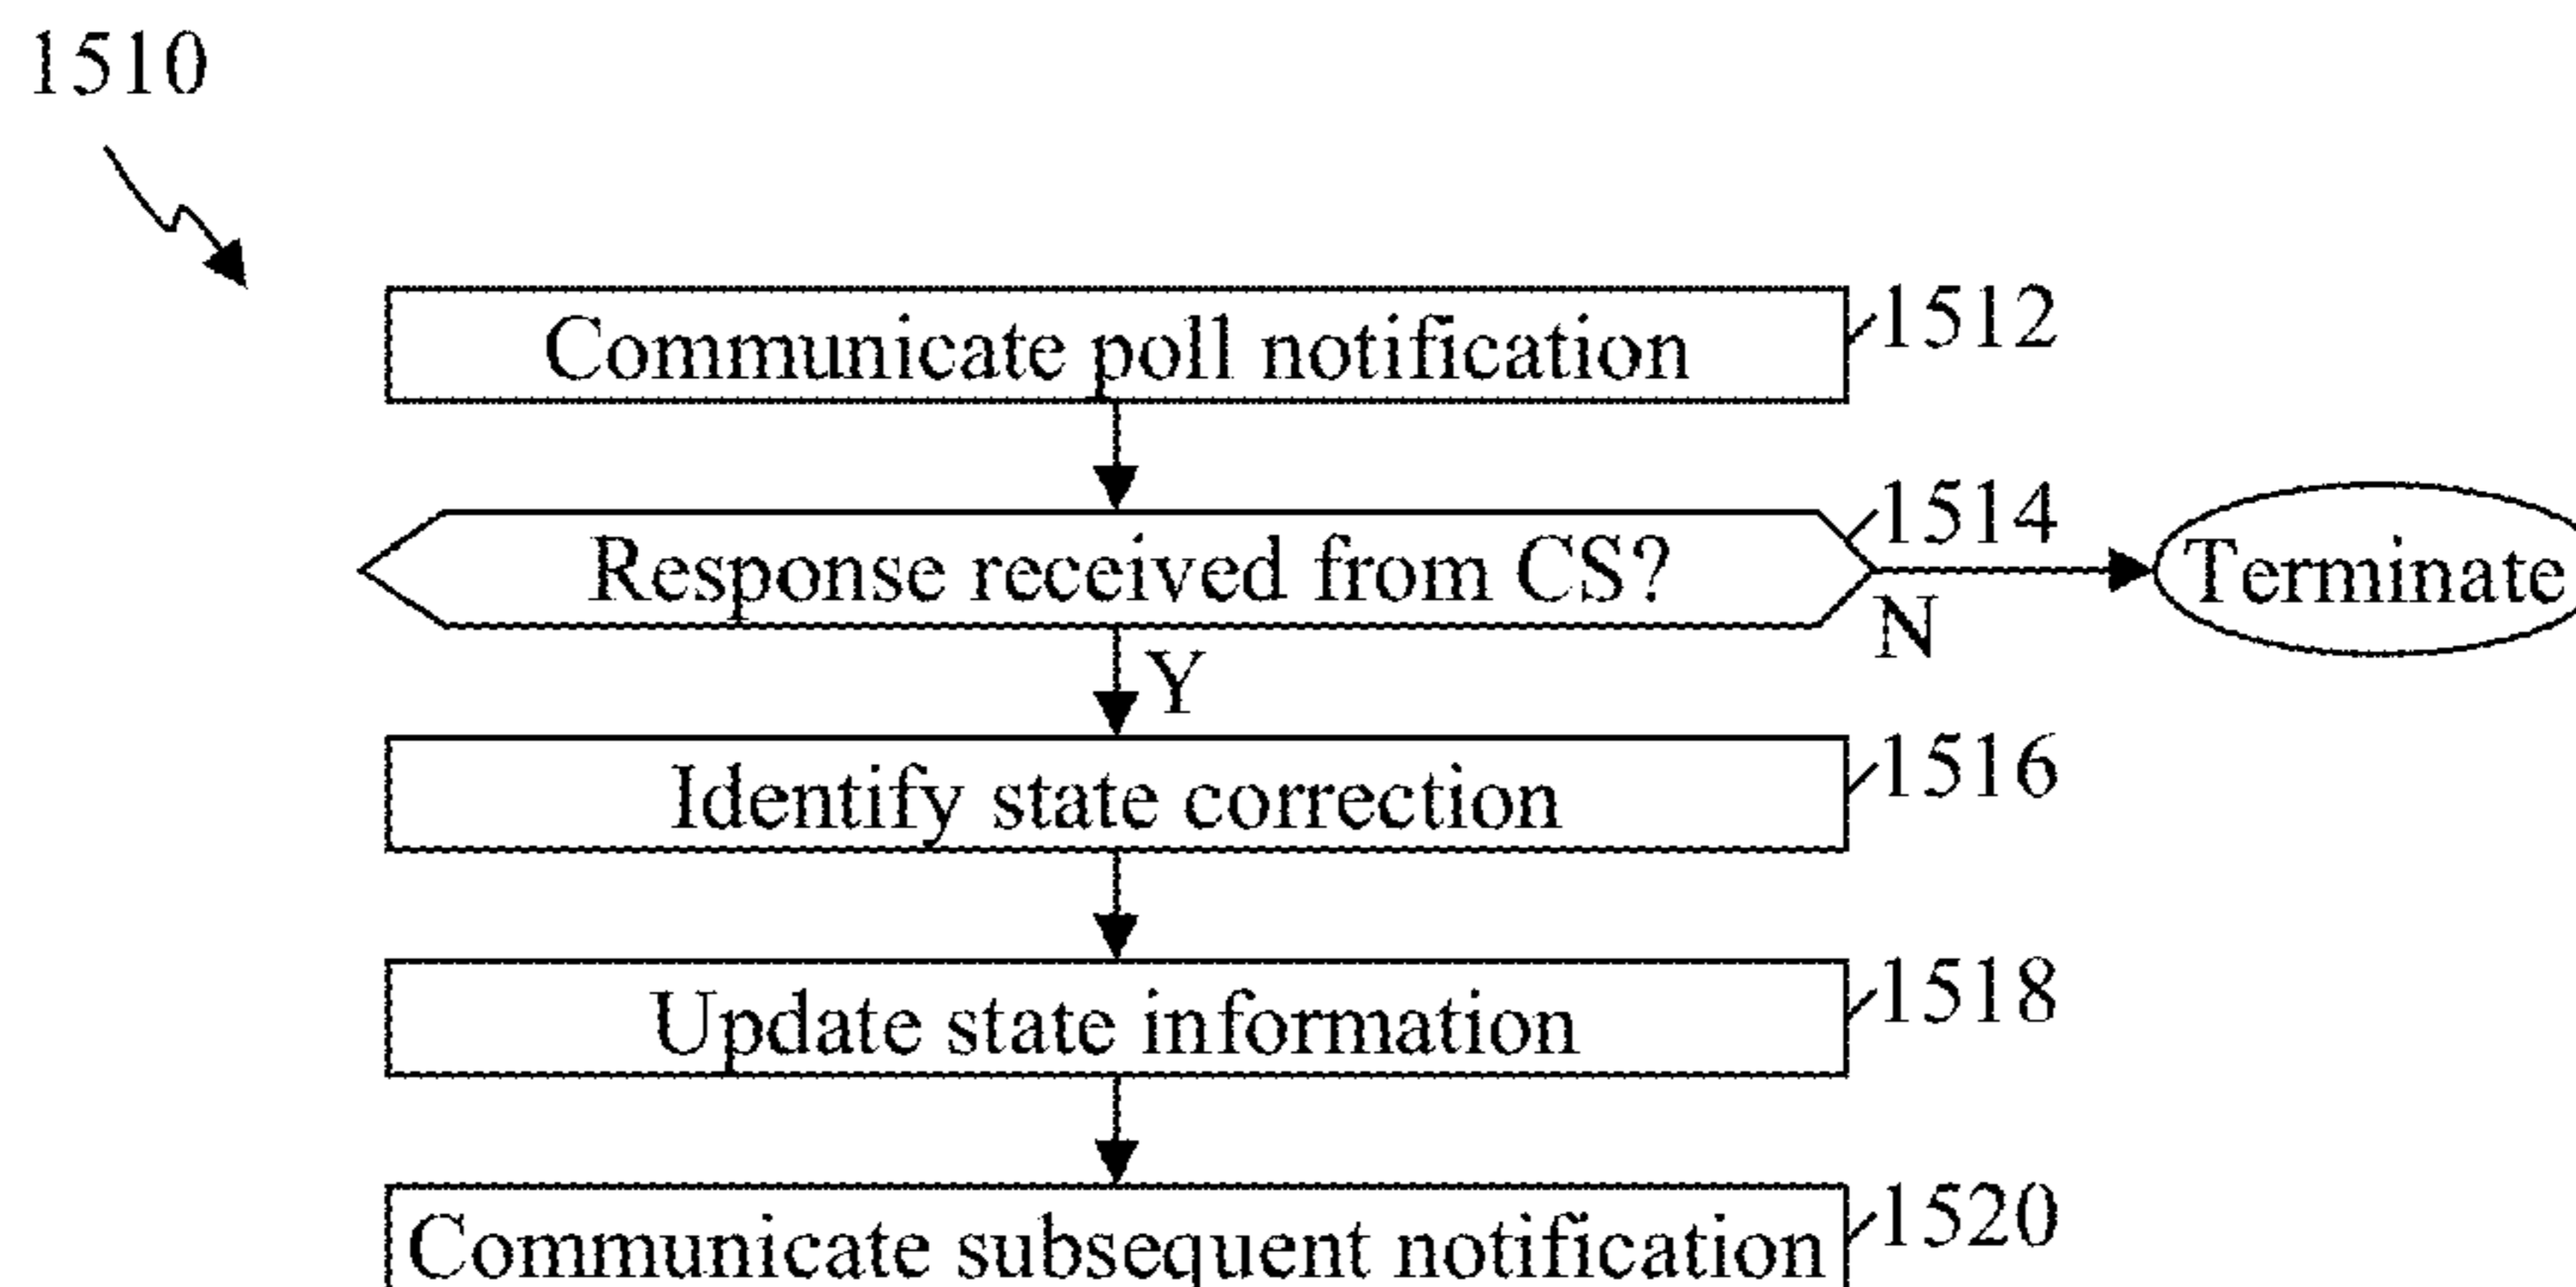 1510
Communicate poll notification
1512
Response received from CS?
1514
Terminate
N
Y
Identify state correction
1516
Update state information
1518
Communicate subsequent notification
1520